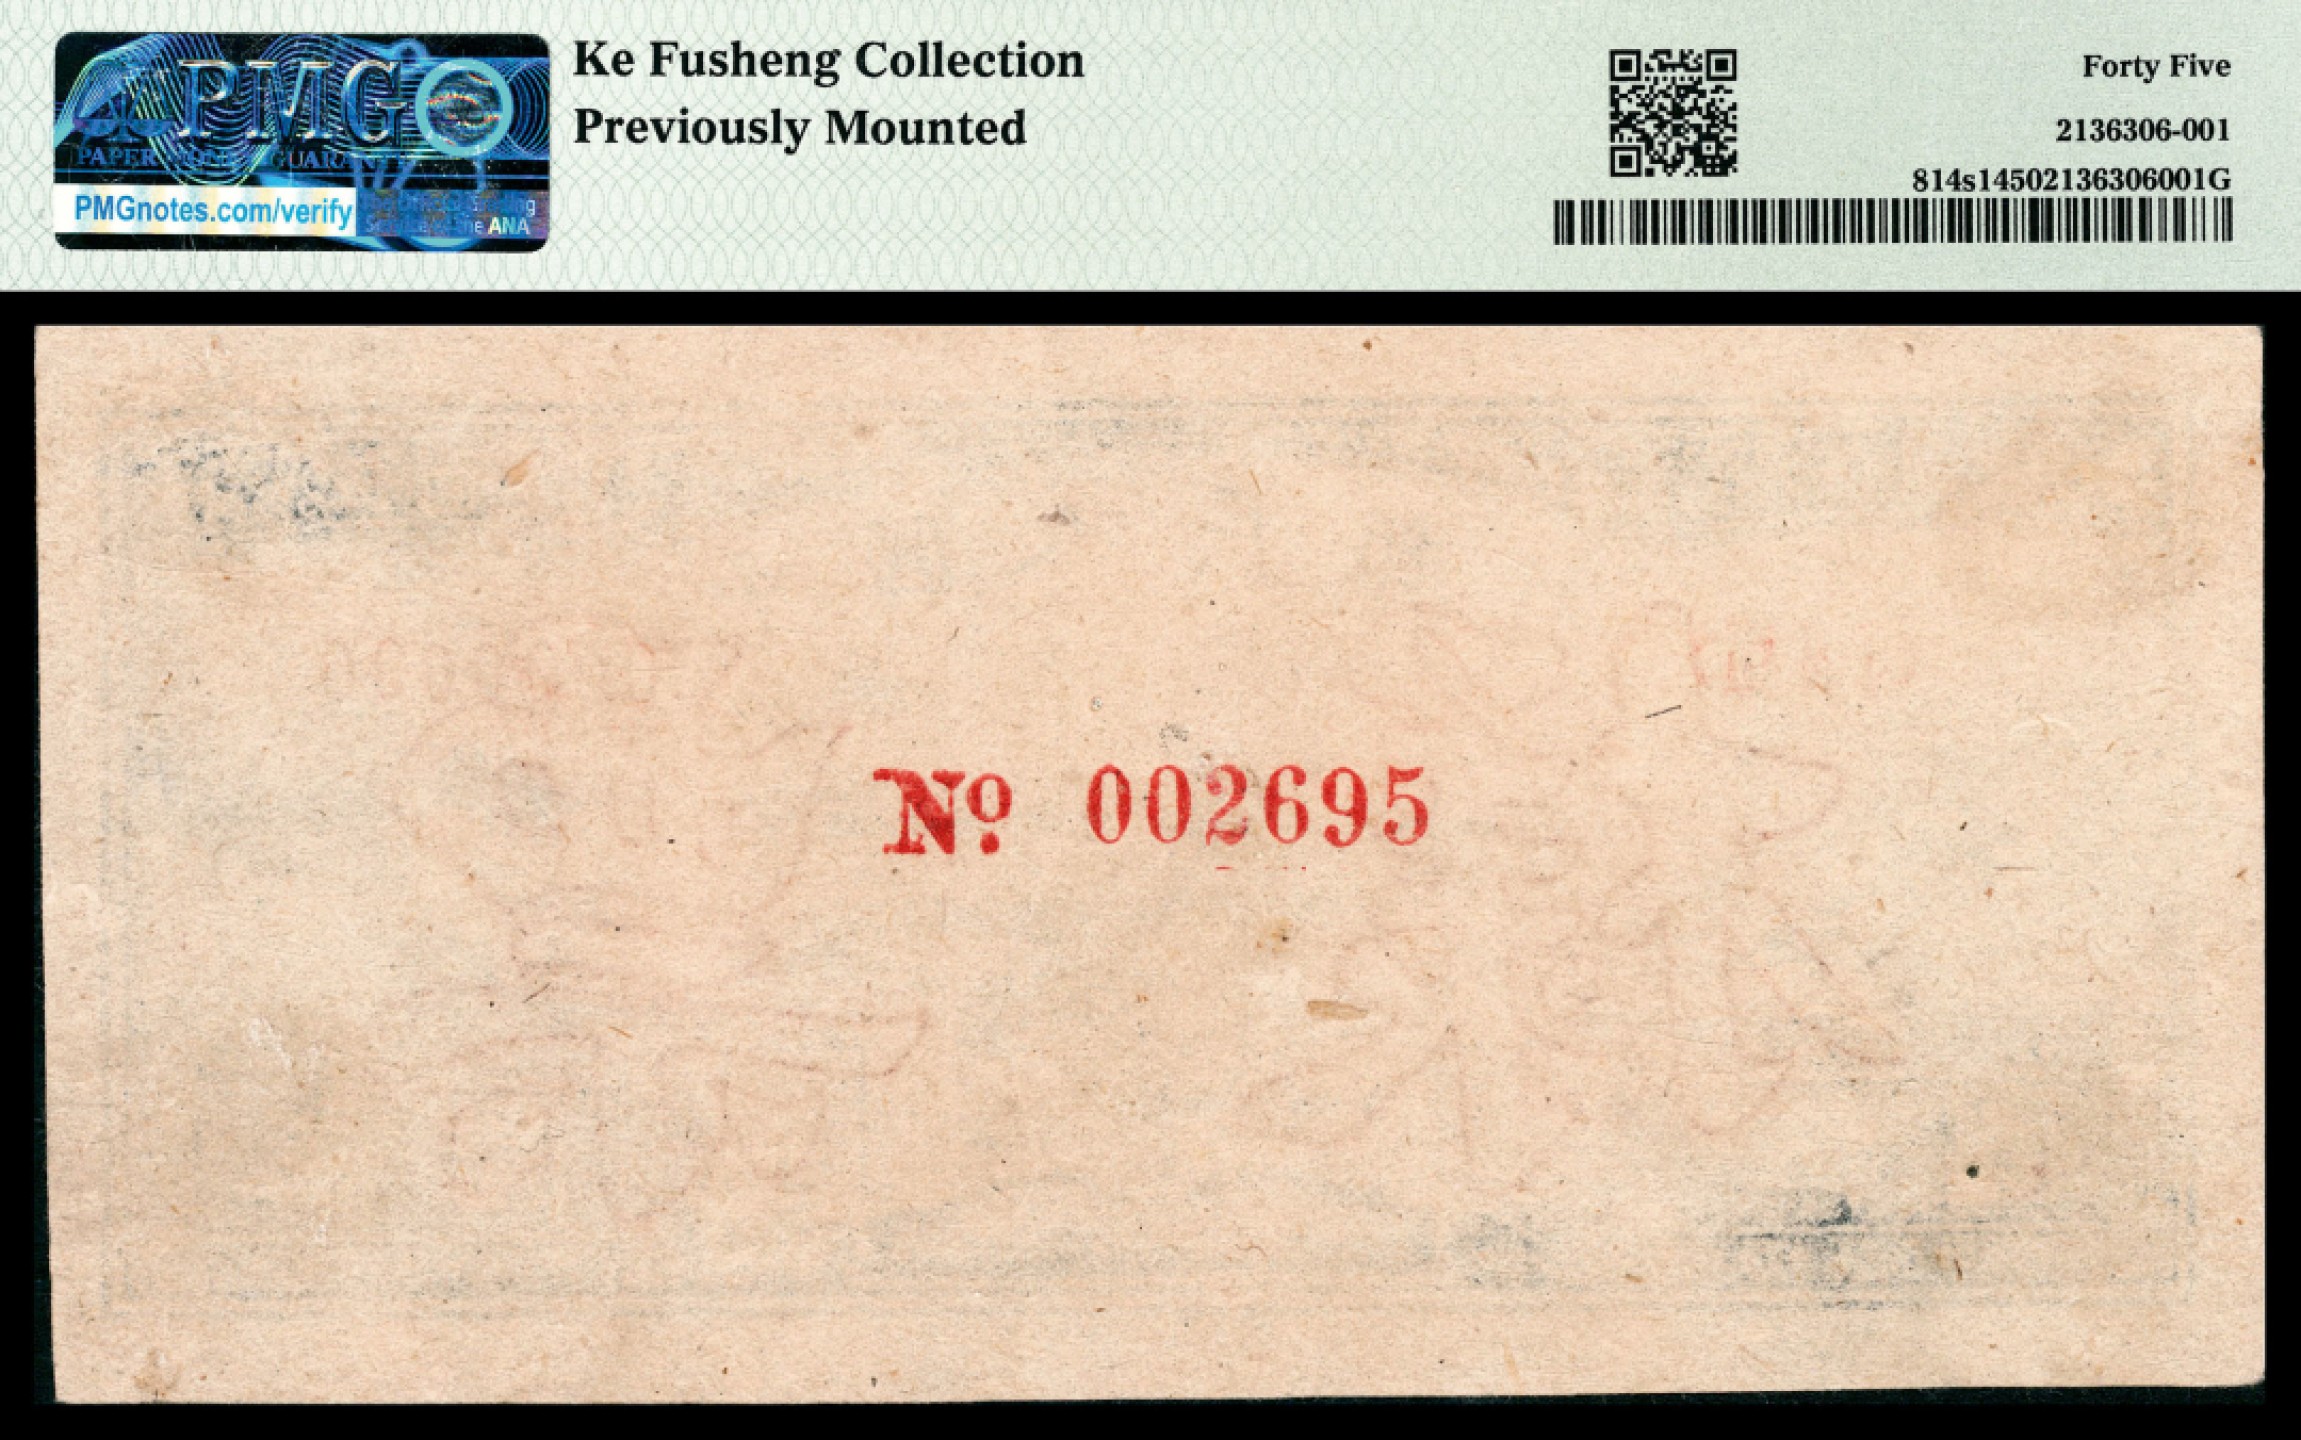 PMG
PAPER MONEY GUARANTY
PMGnotes.com/verify
ANA
Ke Fusheng Collection
Previously Mounted
Forty Five
2136306-001
814s14502136306001G
No. 002695